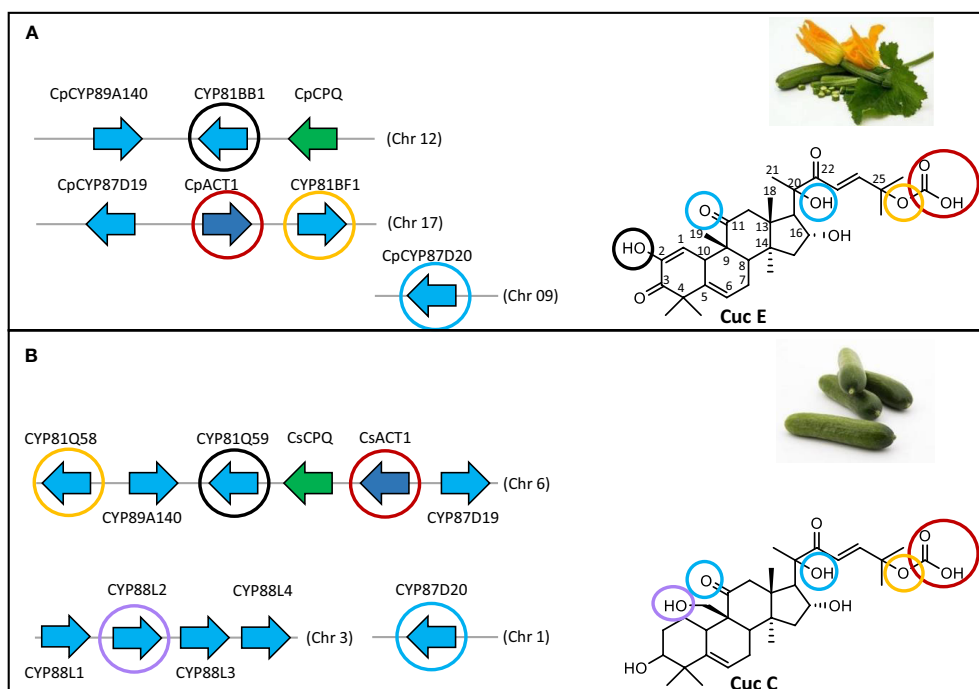 A
CpCYP89A140 CYP81BB1 CpCPQ
(Chr 12)
CpCYP87D19 CpACT1 CYP81BF1
(Chr 17)
CpCYP87D20
(Chr 09)
O
21 22 25 O
20
18 OH O OH
O
11 13 16 OH
19 14
HO 1 10 9 8
2
3 4 5 6 7
O
Cuc E
B
CYP81Q58 CYP81Q59 CsCPQ CsACT1
(Chr 6)
CYP89A140 CYP87D19
CYP88L2 CYP88L4 CYP87D20
(Chr 3) (Chr 1)
CYP88L1 CYP88L3
O
O
OH O OH
O
HO OH
HO
Cuc C